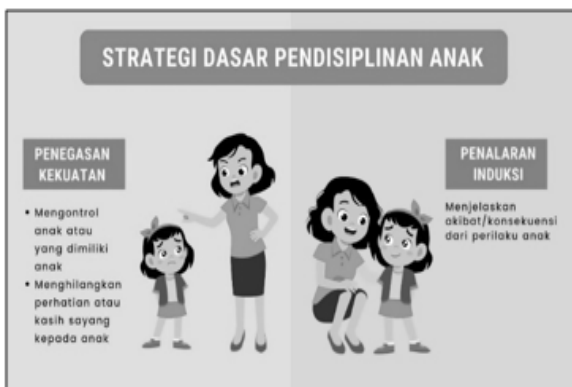 STRATEGI DASAR PENDISIPLINAN ANAK
PENEGASAN
KEKUATAN
• Mengontrol
anak atau
yang dimiliki
anak
• Menghilangkan
perhatian atau
kasih sayang
kepada anak
PENALARAN
INDUKSI
Menjelaskan
akibat/konsekuensi
dari perilaku anak